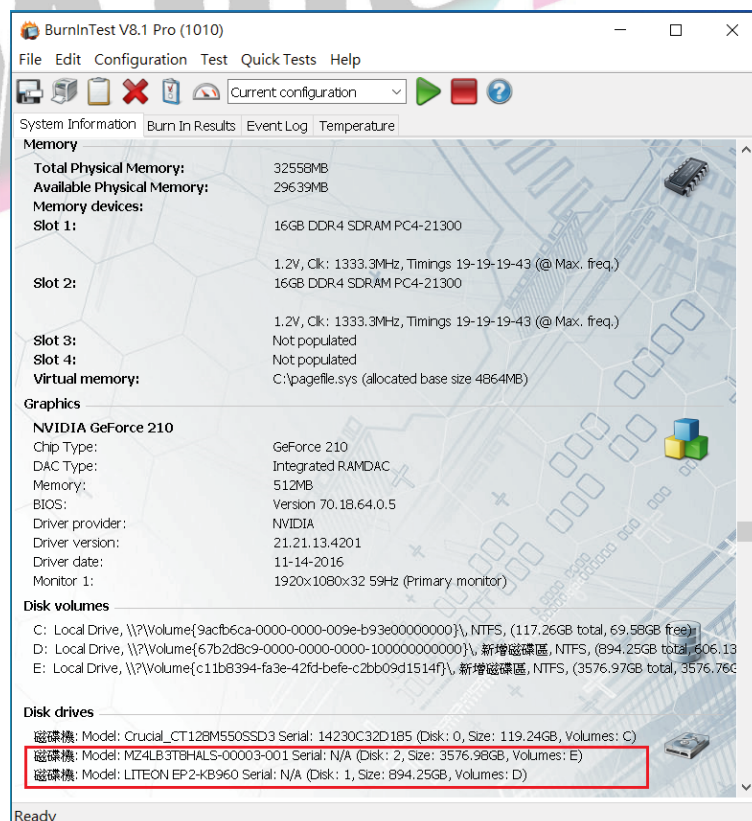 BurnInTest V8.1 Pro (1010)
File Edit Configuration Test Quick Tests Help
Current configuration
System Information Burn In Results Event Log Temperature
Memory
Total Physical Memory: 32558MB
Available Physical Memory: 29639MB
Memory devices:
Slot 1: 16GB DDR4 SDRAM PC4-21300
1.2V, Clk: 1333.3MHz, Timings 19-19-19-43 (@ Max. freq.)
Slot 2: 16GB DDR4 SDRAM PC4-21300
1.2V, Clk: 1333.3MHz, Timings 19-19-19-43 (@ Max. freq.)
Slot 3: Not populated
Slot 4: Not populated
Virtual memory: C:\pagefile.sys (allocated base size 4864MB)
Graphics
NVIDIA GeForce 210
Chip Type: GeForce 210
DAC Type: Integrated RAMDAC
Memory: 512MB
BIOS: Version 70.18.64.0.5
Driver provider: NVIDIA
Driver version: 21.21.13.4201
Driver date: 11-14-2016
Monitor 1: 1920x1080x32 59Hz (Primary monitor)
Disk volumes
C: Local Drive, \\?\Volume{9acfb6ca-0000-0000-009e-b93e00000000}\, NTFS, (117.26GB total, 69.58GB free)
D: Local Drive, \\?\Volume{67b2d8c9-0000-0000-0000-100000000000}\, 新增磁碟區, NTFS, (894.25GB total, 606.13
E: Local Drive, \\?\Volume{c11b8394-fa3e-42fd-befe-c2bb09d1514f}\, 新增磁碟區, NTFS, (3576.97GB total, 3576.76G
Disk drives
磁碟機: Model: Crucial_CT128M550SSD3 Serial: 14230C32D185 (Disk: 0, Size: 119.24GB, Volumes: C)
磁碟機: Model: MZ4LB3T8HALS-00003-001 Serial: N/A (Disk: 2, Size: 3576.98GB, Volumes: E)
磁碟機: Model: LITEON EP2-KB960 Serial: N/A (Disk: 1, Size: 894.25GB, Volumes: D)
Ready